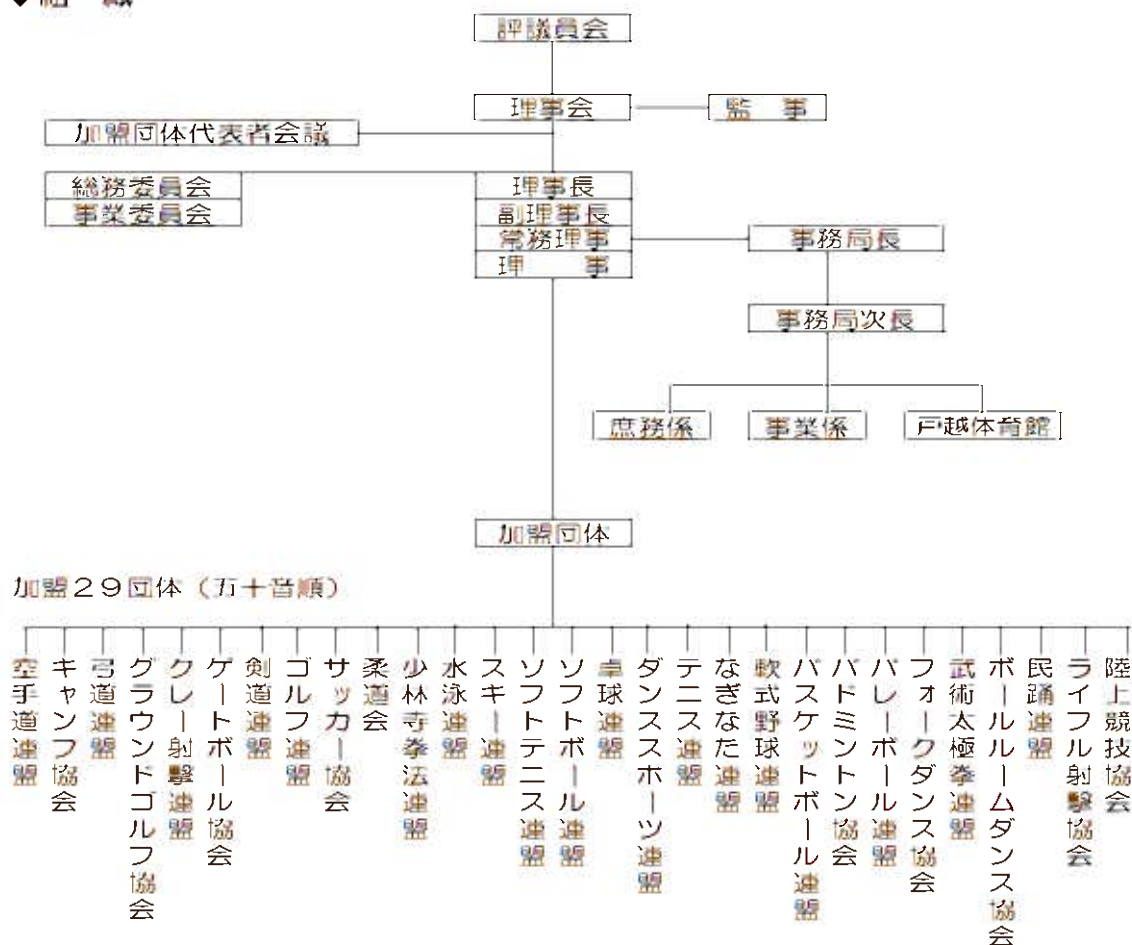 ◆組　織
評議員会
理事会
監　事
加盟団体代表者会議
総務委員会
事業委員会
理事長
副理事長
常務理事
理　　事
事務局長
事務局次長
庶務係
事業係
戸越体育館
加盟団体
加盟２９団体（五十音順）
空手道連盟
キャンプ協会
弓道連盟
グラウンドゴルフ協会
クレー射撃連盟
ゲートボール協会
剣道連盟
ゴルフ連盟
サッカー協会
柔道会
少林寺拳法連盟
水泳連盟
スキー連盟
ソフトテニス連盟
ソフトボール連盟
卓球連盟
ダンススポーツ連盟
テニス連盟
なぎなた連盟
軟式野球連盟
バスケットボール連盟
バドミントン協会
バレーボール連盟
フォークダンス協会
武術太極拳連盟
ボールルームダンス協会
民踊連盟
ライフル射撃協会
陸上競技協会